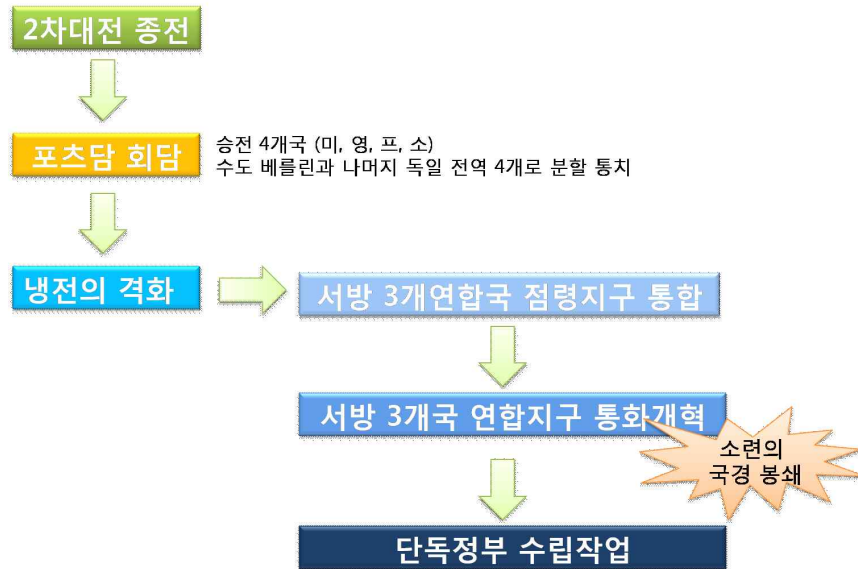 2차대전 종전
포츠담 회담
승전 4개국 (미, 영, 프, 소)
수도 베를린과 나머지 독일 전역 4개로 분할 통치
냉전의 격화
서방 3개연합국 점령지구 통합
서방 3개국 연합지구 통화개혁
소련의
국경 봉쇄
단독정부 수립작업